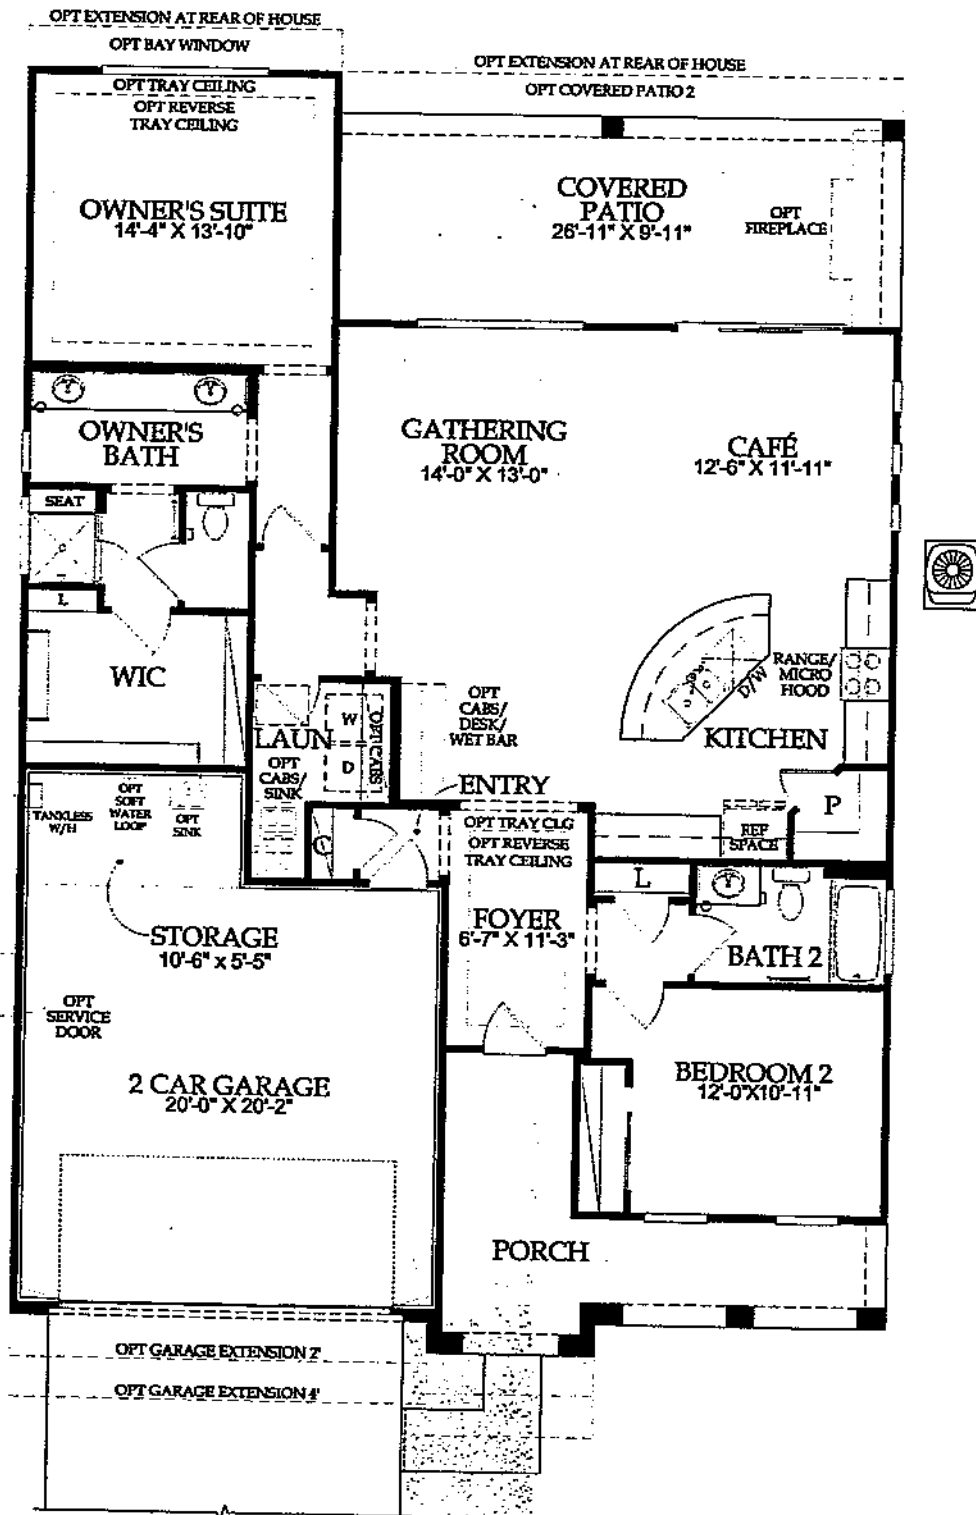 OPT EXTENSION AT REAR OF HOUSE
OPT BAY WINDOW
OPT TRAY CEILING
OPT REVERSE
TRAY CEILING
OPT EXTENSION AT REAR OF HOUSE
OPT COVERED PATIO 2
OWNER'S SUITE
14'-4" X 13'-10"
COVERED
PATIO
26'-11" X 9'-11"
OPT
FIREPLACE
OWNER'S
BATH
GATHERING
ROOM
14'-0" X 13'-0"
CAFÉ
12'-6" X 11'-11"
SEAT
L
WIC
RANGE/
MICRO
HOOD
D/W
KITCHEN
OPT
CABS/
DESK/
WET BAR
W
D
OPT CABS
LAUN
OPT
CABS/
SINK
ENTRY
TANKLESS
W/H
OPT
SOFT
WATER
LOOP
OPT
SINK
OPT TRAY CLG
OPT REVERSE
TRAY CEILING
REF
SPACE
P
L
FOYER
6'-7" X 11'-3"
BATH 2
STORAGE
10'-6" x 5'-5"
OPT
SERVICE
DOOR
2 CAR GARAGE
20'-0" X 20'-2"
BEDROOM 2
12'-0"X10'-11"
PORCH
OPT GARAGE EXTENSION 2'
OPT GARAGE EXTENSION 4'